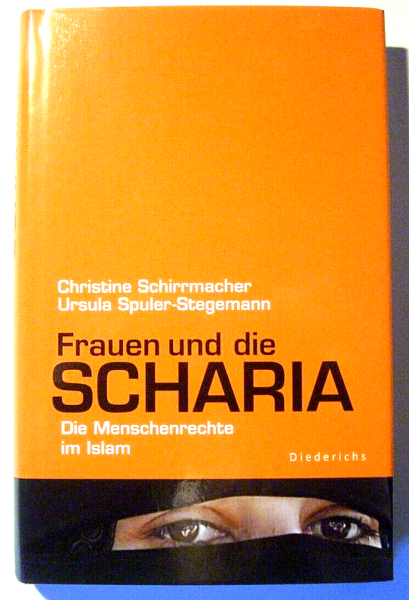 Christine Schirrmacher
Ursula Spuler-Stegemann
Frauen und die
SCHARIA
Die Menschenrechte
im Islam
Diederichs